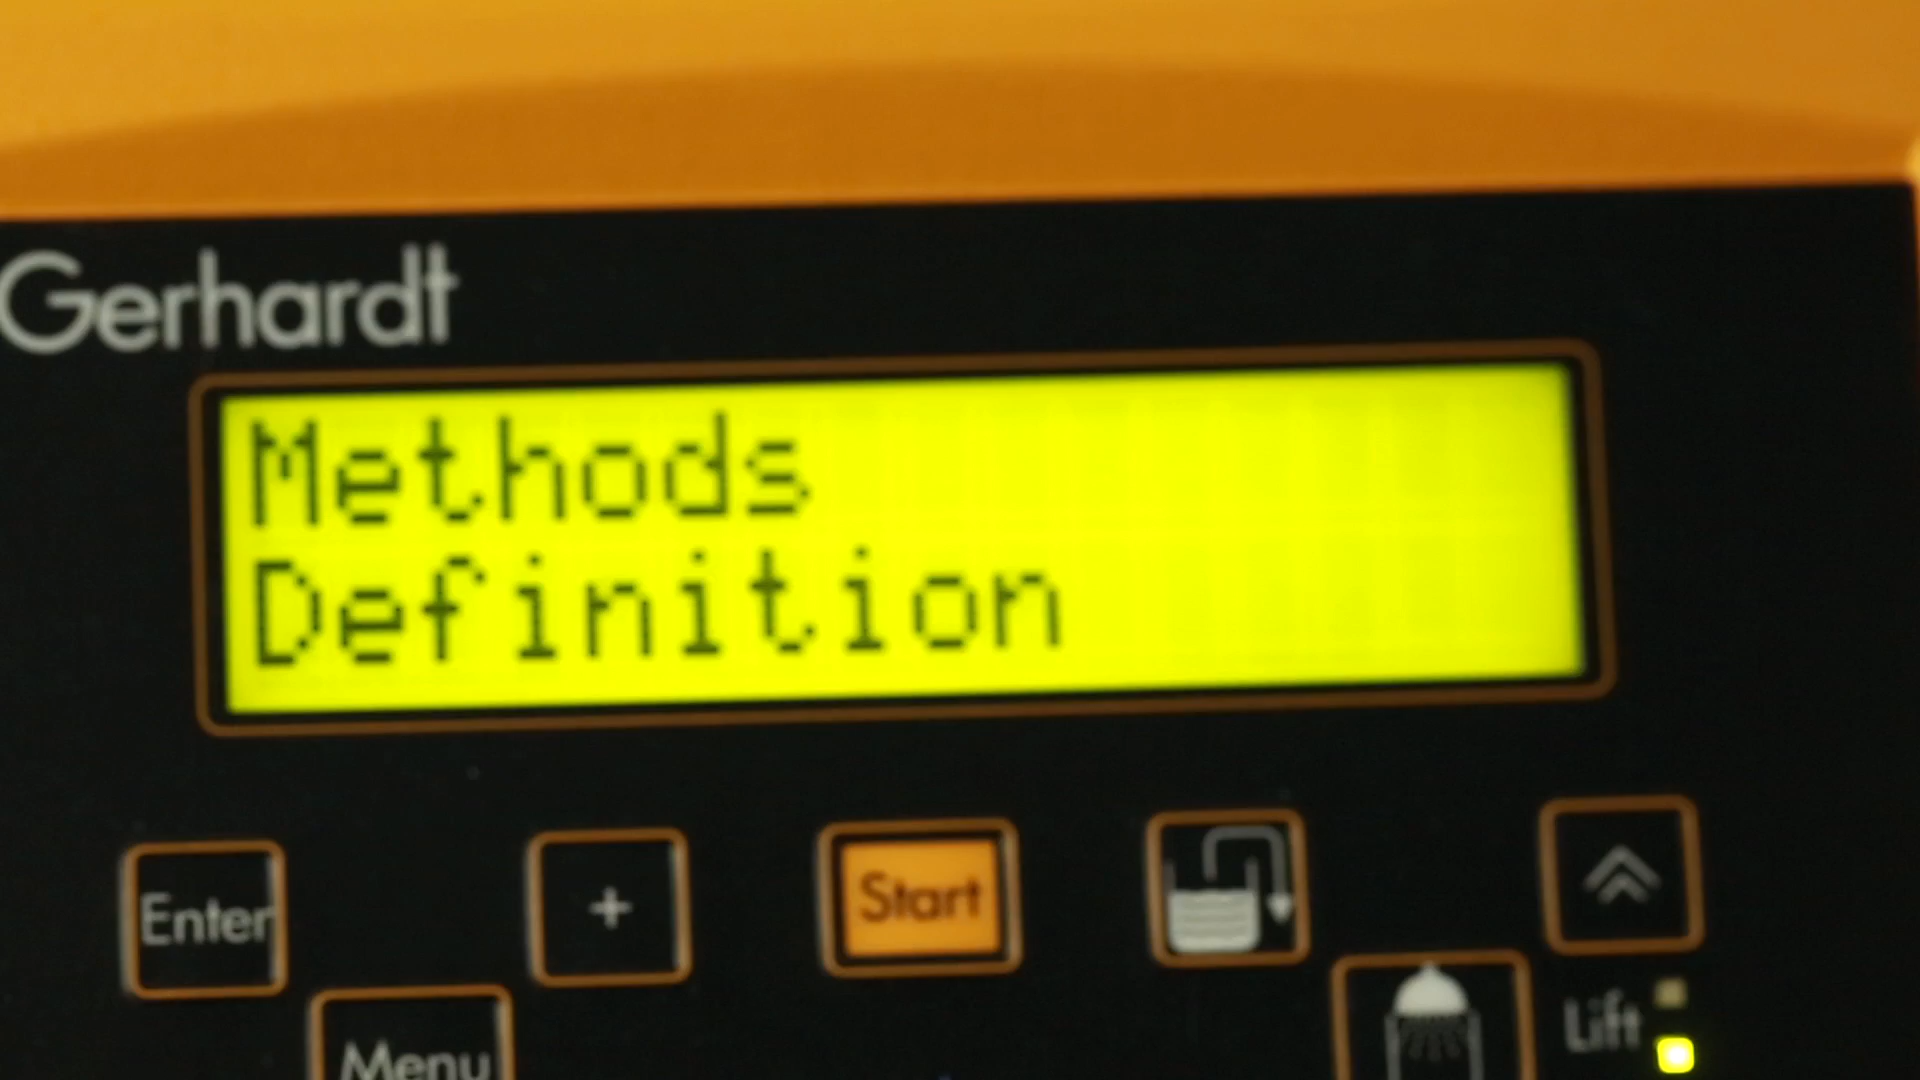 Gerhardt
Methods
Definition
Enter
+
Start
Menu
Lift